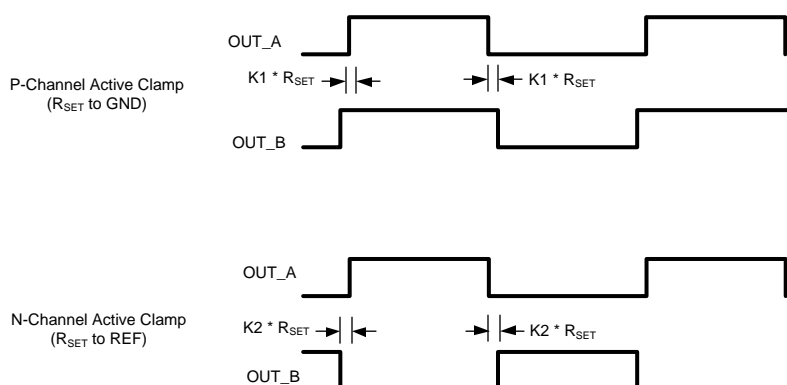 OUT_A
P-Channel Active Clamp
(RSET to GND)
K1 * RSET
K1 * RSET
OUT_B
OUT_A
N-Channel Active Clamp
(RSET to REF)
K2 * RSET
K2 * RSET
OUT_B